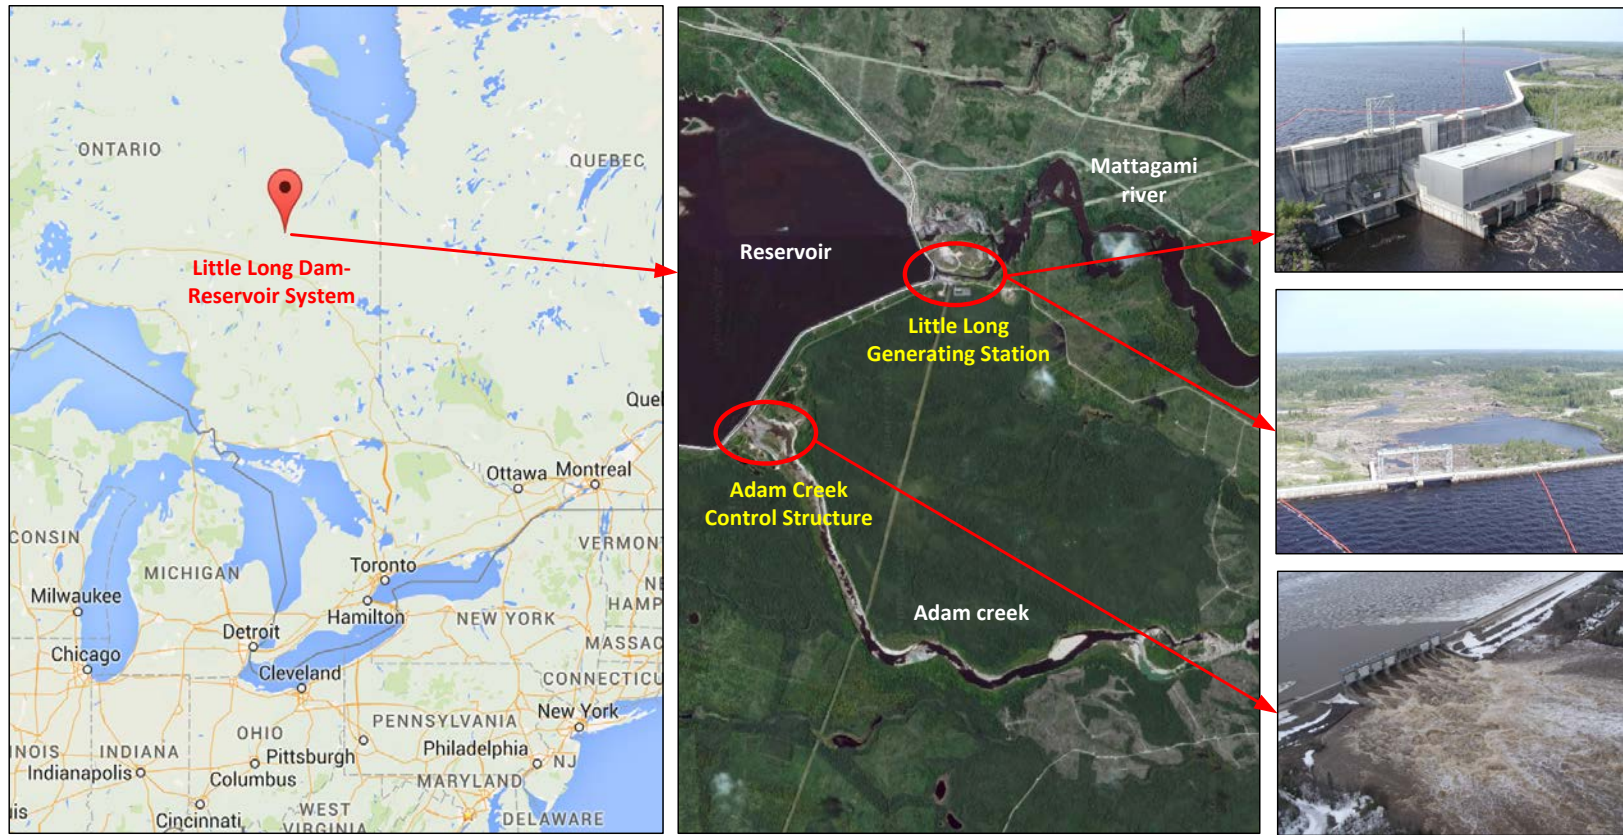 ONTARIO
QUEBEC
Little Long Dam-
Reservoir System
Quel
Ottawa
Montreal
CONSIN
MICHIGAN
Toronto
VERMONT
Milwaukee
Hamilton
NEW YORK
NE
HAMP
Detroit
MASSAC
Chicago
Cleveland
CONNECTICU
PENNSYLVANIA
New York
OHIO
INOIS
INDIANA
Pittsburgh
Philadelphia
NJ
Indianapolis
Columbus
MARYLAND
WEST
VIRGINIA
DELAWARE
Cincinnati
Mattagami
river
Reservoir
Little Long
Generating Station
Adam Creek
Control Structure
Adam creek